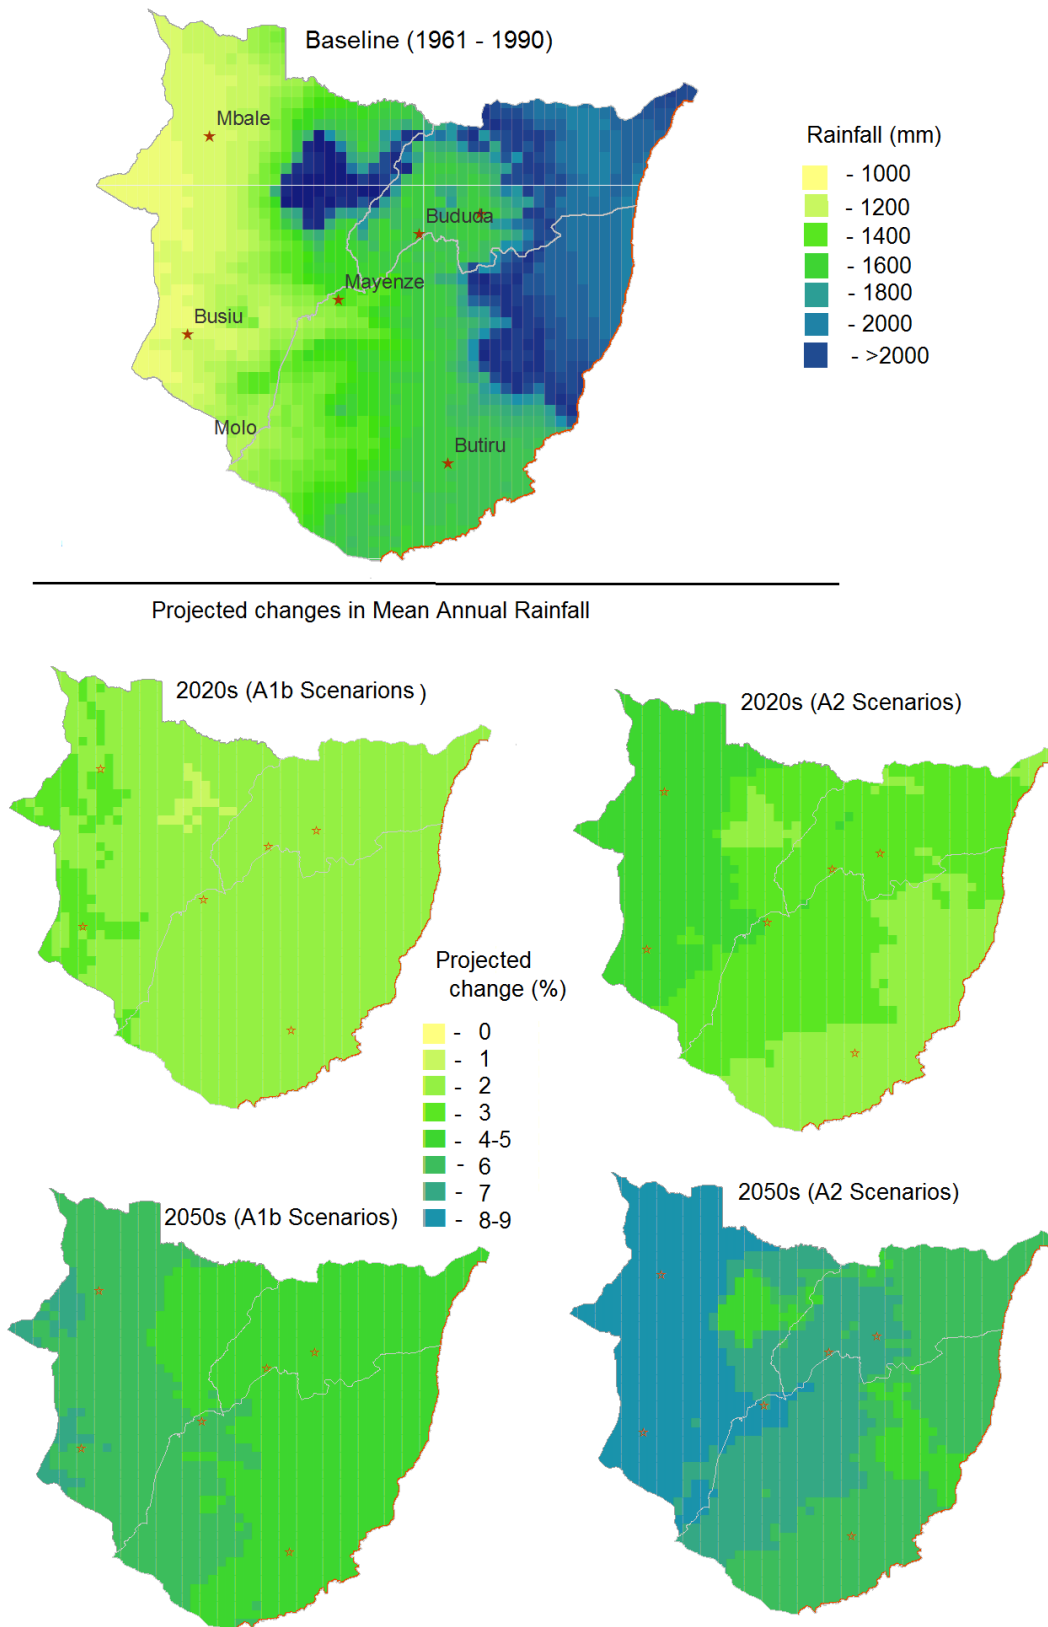 Baseline (1961 - 1990)
Mbale
Rainfall (mm)
- 1000
- 1200
- 1400
- 1600
- 1800
- 2000
- >2000
Bududa
Mayenze
Busiu
Molo
Butiru
Projected changes in Mean Annual Rainfall
2020s (A1b Scenarions )
2020s (A2 Scenarios)
Projected
change (%)
- 0
- 1
- 2
- 3
- 4-5
- 6
- 7
- 8-9
2050s (A1b Scenarios)
2050s (A2 Scenarios)